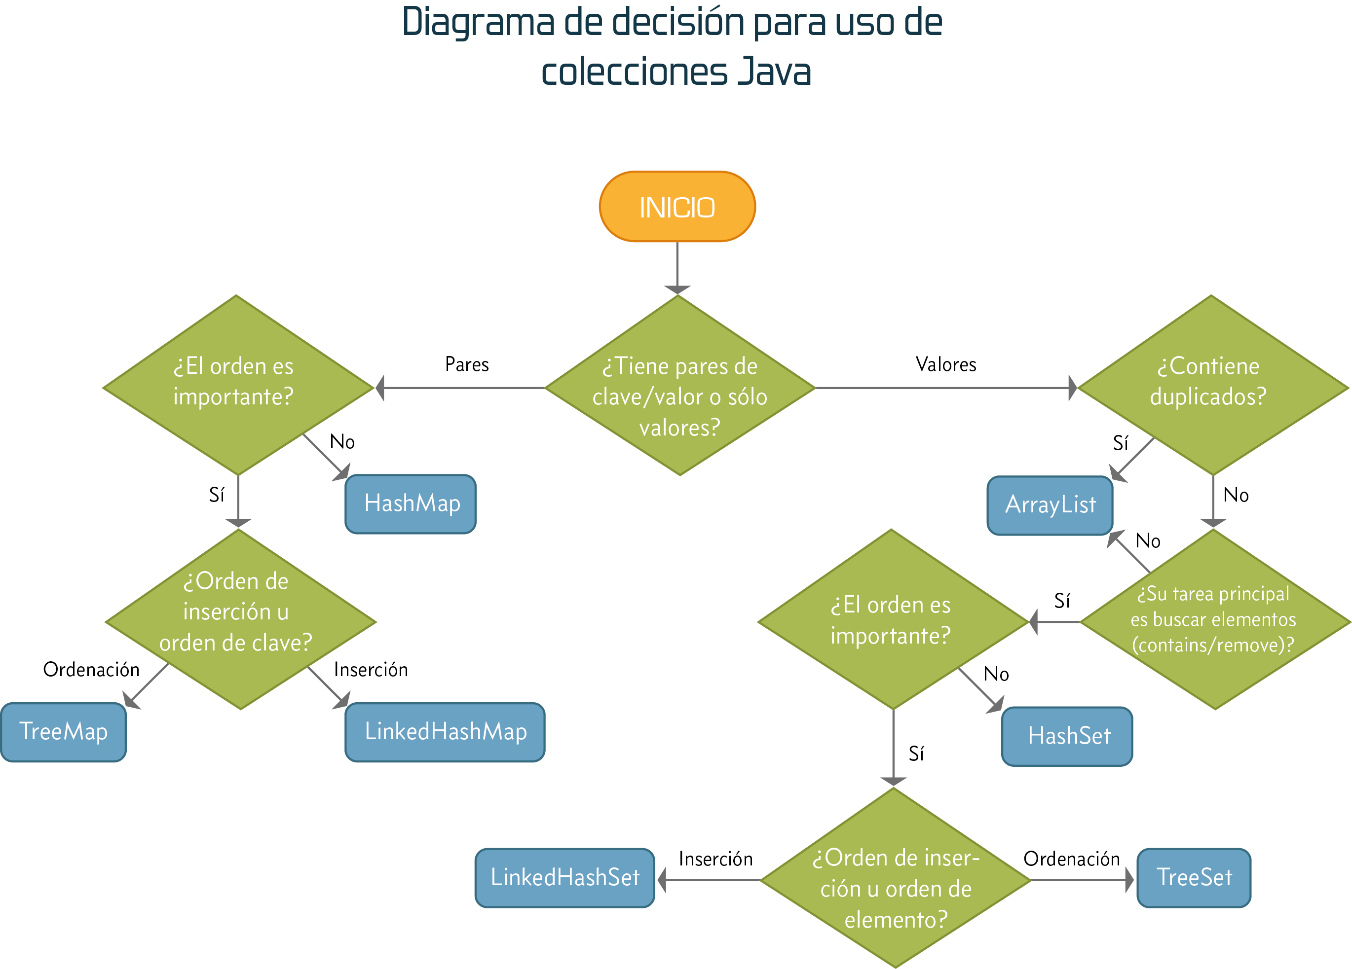 Diagrama de decisión para uso de
colecciones Java
INICIO
¿Tiene pares de
clave/valor o sólo
valores?
Pares
Valores
¿El orden es
importante?
No
HashMap
Sí
¿Orden de
inserción u
orden de clave?
Ordenación
Inserción
TreeMap
LinkedHashMap
¿Contiene
duplicados?
Sí
ArrayList
No
No
¿Su tarea principal
es buscar elementos
(contains/remove)?
Sí
¿El orden es
importante?
No
HashSet
Sí
¿Orden de inser-
ción u orden de
elemento?
Inserción
LinkedHashSet
Ordenación
TreeSet